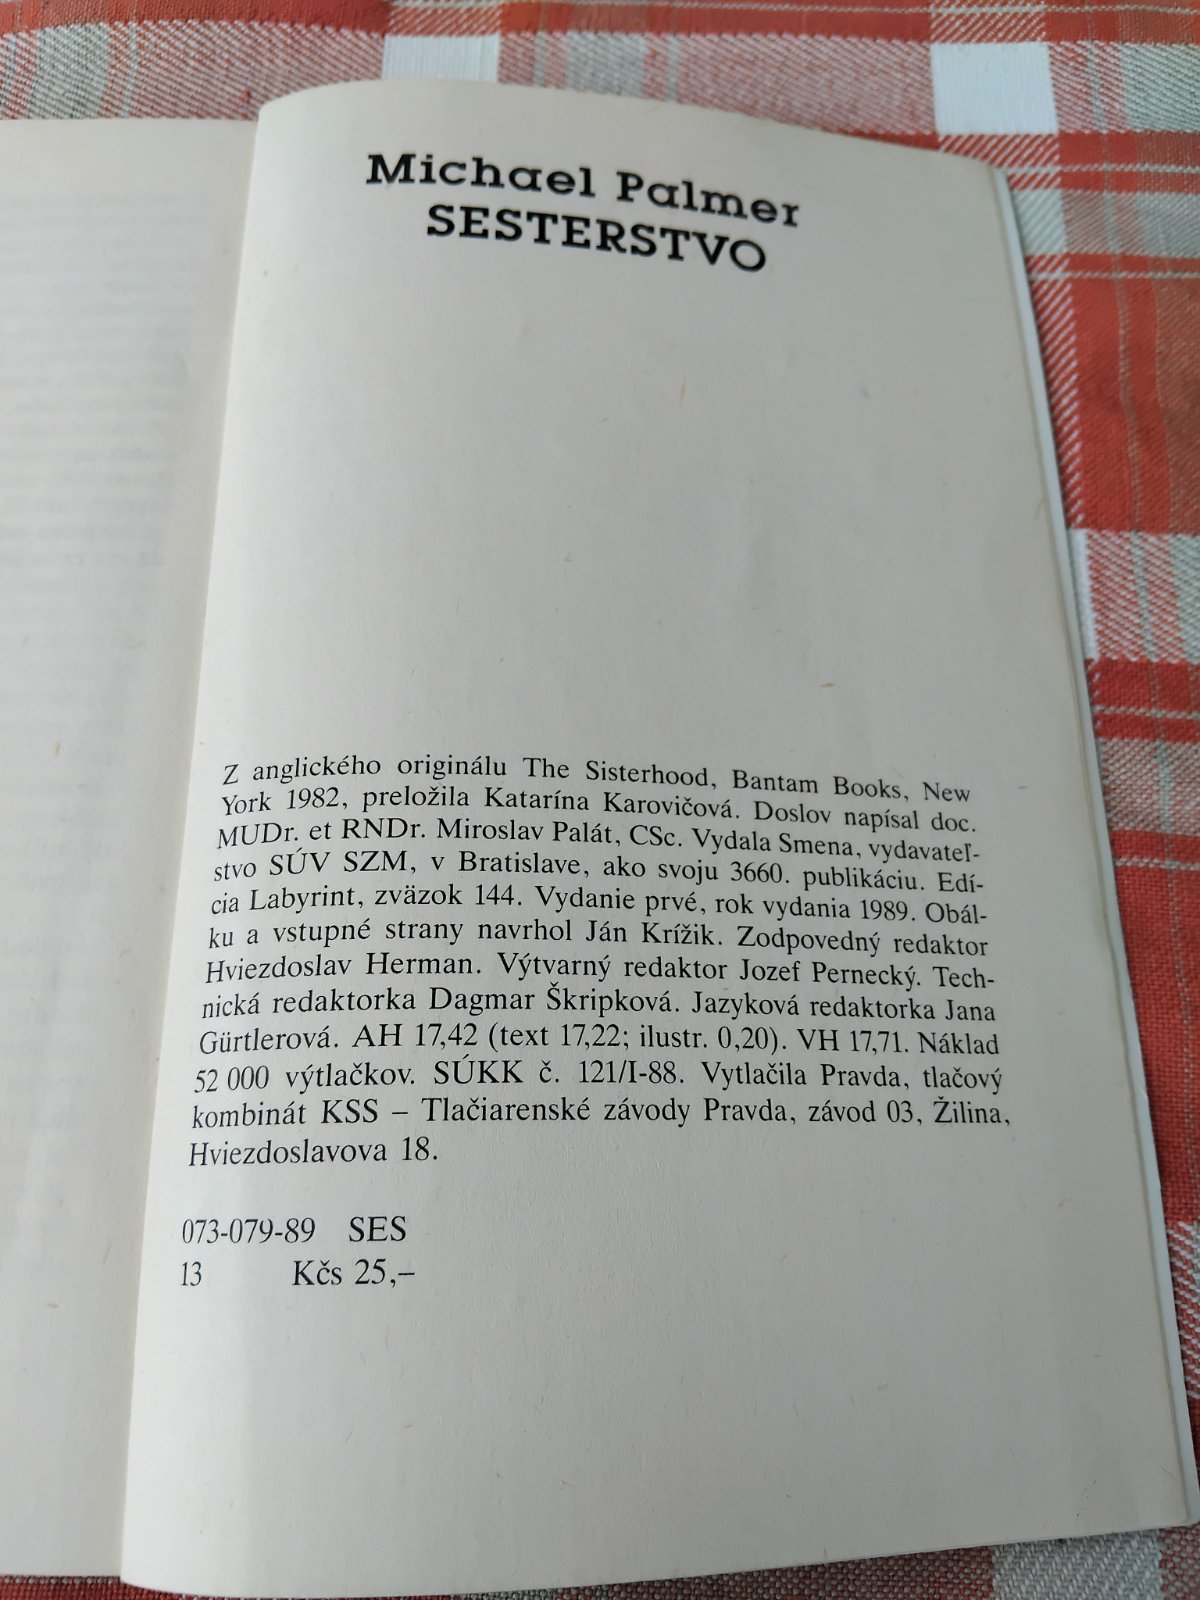 Michael Palmer
SESTERSTVO
Z anglického originálu The Sisterhood, Bantam Books, New
York 1982, preložila Katarína Karovičová. Doslov napísal doc.
MUDr. et RNDr. Miroslav Palát, CSc. Vydala Smena, vydavateľ-
stvo SÚV SZM, v Bratislave, ako svoju 3660. publikáciu. Edí-
cia Labyrint, zväzok 144. Vydanie prvé, rok vydania 1989. Obál-
ku a vstupné strany navrhol Ján Krížik. Zodpovedný redaktor
Hviezdoslav Herman. Výtvarný redaktor Jozef Pernecký. Tech-
nická redaktorka Dagmar Škripková. Jazyková redaktorka Jana
Gürtlerová. AH 17,42 (text 17,22; ilustr. 0,20). VH 17,71. Náklad
52 000 výtlačkov. SÚKK č. 121/I-88. Vytlačila Pravda, tlačový
kombinát KSS – Tlačiarenské závody Pravda, závod 03, Žilina,
Hviezdoslavova 18.
073-079-89 SES
13 Kčs 25,–